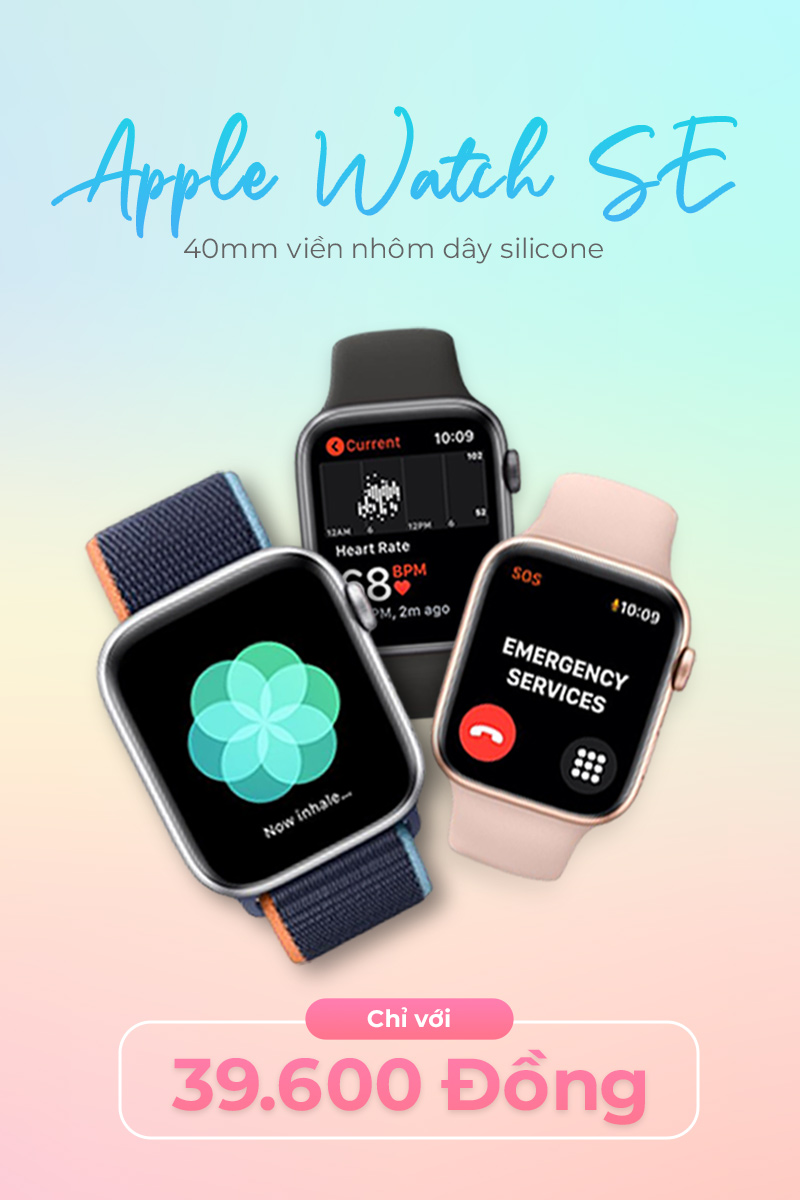 Apple Watch SE
40mm viền nhôm dây silicone
Current 10:09
102
52
12AM 6 12PM 6
Heart Rate
68 BPM
PM, 2m ago
SOS
10:09
EMERGENCY
SERVICES
Now inhale...
Chỉ với
39.600 Đồng